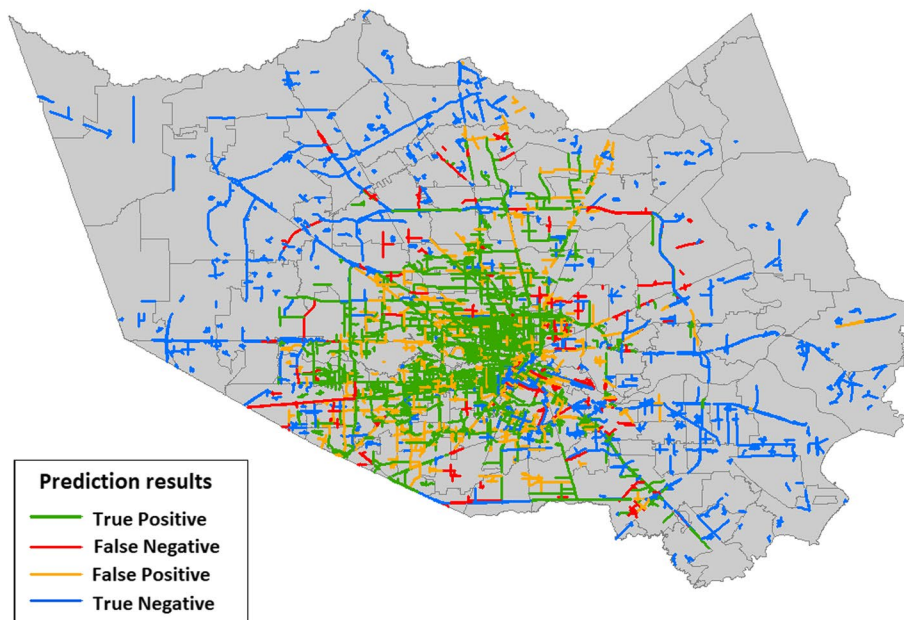 Prediction results
True Positive
False Negative
False Positive
True Negative